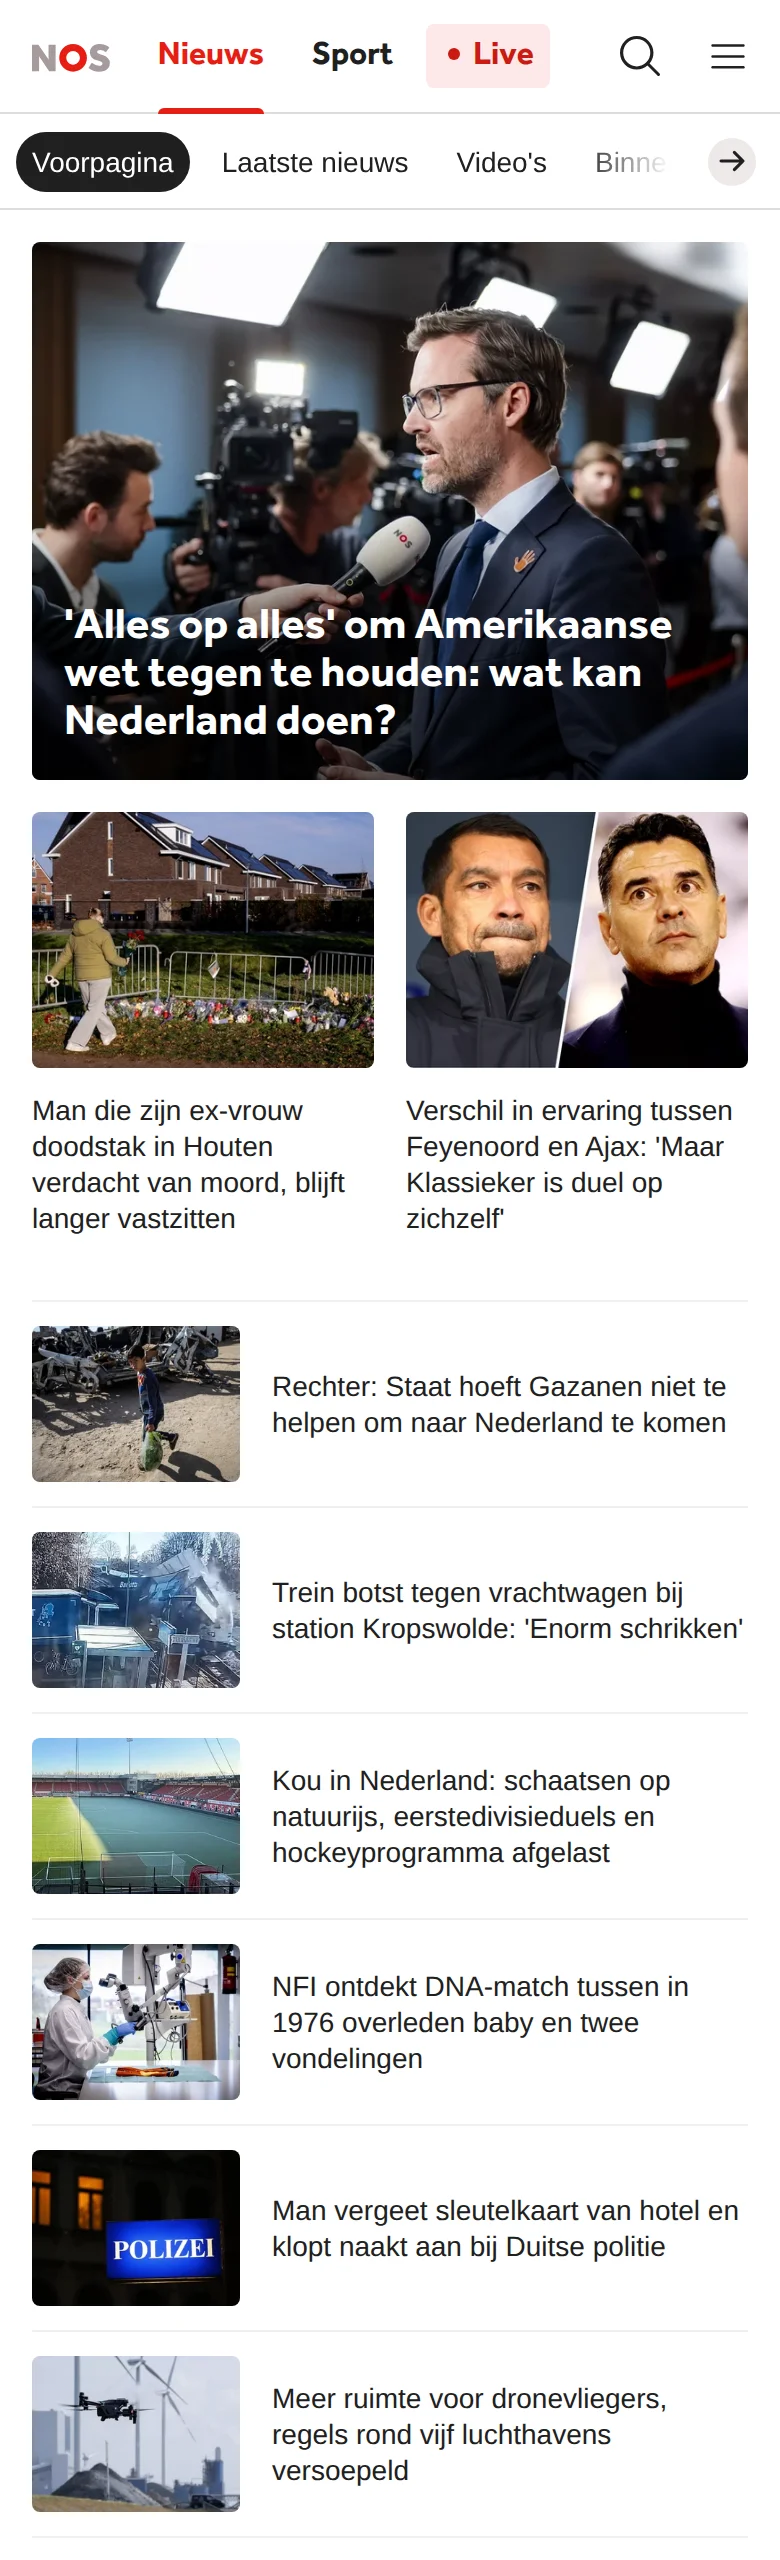 NOS
Nieuws
Sport
Live
Voorpagina
Laatste nieuws
Video's
Binne
NOS
'Alles op alles' om Amerikaanse
wet tegen te houden: wat kan
Nederland doen?
Man die zijn ex-vrouw
doodstak in Houten
verdacht van moord, blijft
langer vastzitten
Verschil in ervaring tussen
Feyenoord en Ajax: 'Maar
Klassieker is duel op
zichzelf'
Rechter: Staat hoeft Gazanen niet te
helpen om naar Nederland te komen
Trein botst tegen vrachtwagen bij
station Kropswolde: 'Enorm schrikken'
Kou in Nederland: schaatsen op
natuurijs, eerstedivisieduels en
hockeyprogramma afgelast
NFI ontdekt DNA-match tussen in
1976 overleden baby en twee
vondelingen
POLIZEI
Man vergeet sleutelkaart van hotel en
klopt naakt aan bij Duitse politie
Meer ruimte voor dronevliegers,
regels rond vijf luchthavens
versoepeld